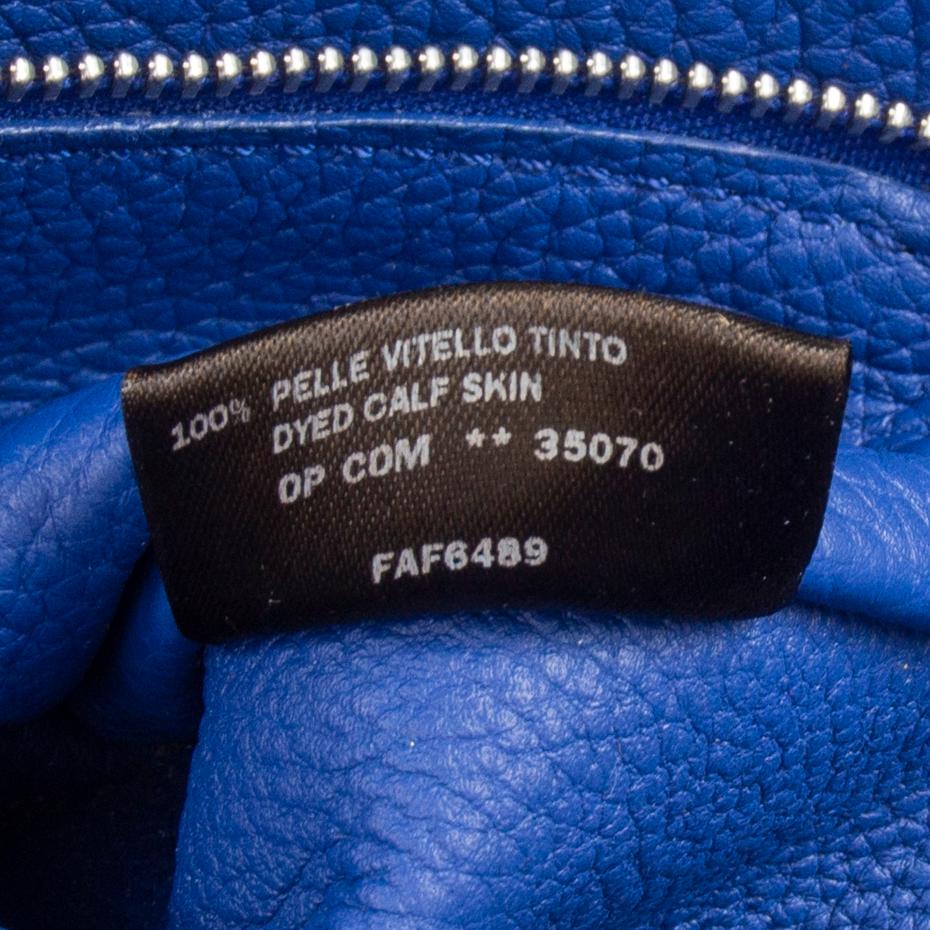 100% PELLE VITELLO TINTO
DYED CALF SKIN
OP COM ** 35070
FAF6489